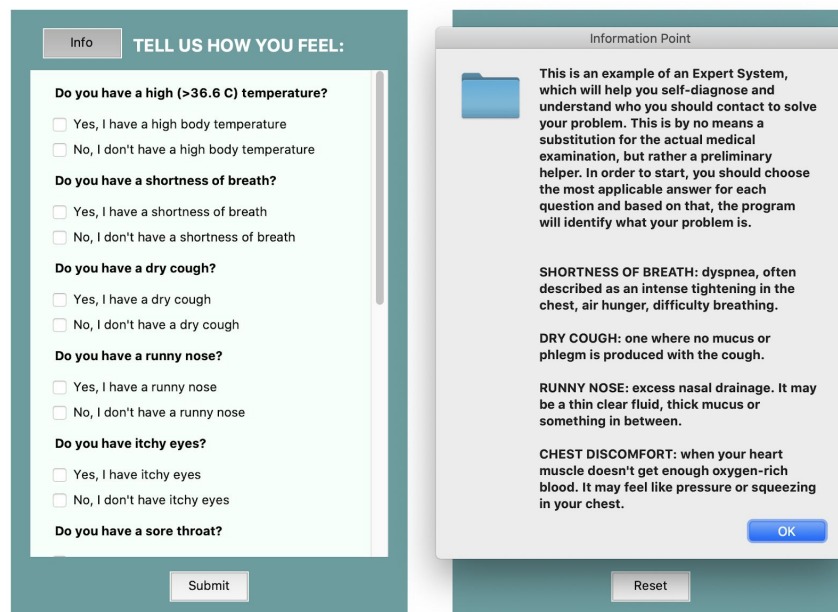 Info
TELL US HOW YOU FEEL:
Do you have a high (>36.6 C) temperature?
Yes, I have a high body temperature
No, I don't have a high body temperature
Do you have a shortness of breath?
Yes, I have a shortness of breath
No, I don't have a shortness of breath
Do you have a dry cough?
Yes, I have a dry cough
No, I don't have a dry cough
Do you have a runny nose?
Yes, I have a runny nose
No, I don't have a runny nose
Do you have itchy eyes?
Yes, I have itchy eyes
No, I don't have itchy eyes
Do you have a sore throat?
Submit
Information Point
This is an example of an Expert System,
which will help you self-diagnose and
understand who you should contact to solve
your problem. This is by no means a
substitution for the actual medical
examination, but rather a preliminary
helper. In order to start, you should choose
the most applicable answer for each
question and based on that, the program
will identify what your problem is.
SHORTNESS OF BREATH: dyspnea, often
described as an intense tightening in the
chest, air hunger, difficulty breathing.
DRY COUGH: one where no mucus or
phlegm is produced with the cough.
RUNNY NOSE: excess nasal drainage. It may
be a thin clear fluid, thick mucus or
something in between.
CHEST DISCOMFORT: when your heart
muscle doesn't get enough oxygen-rich
blood. It may feel like pressure or squeezing
in your chest.
OK
Reset